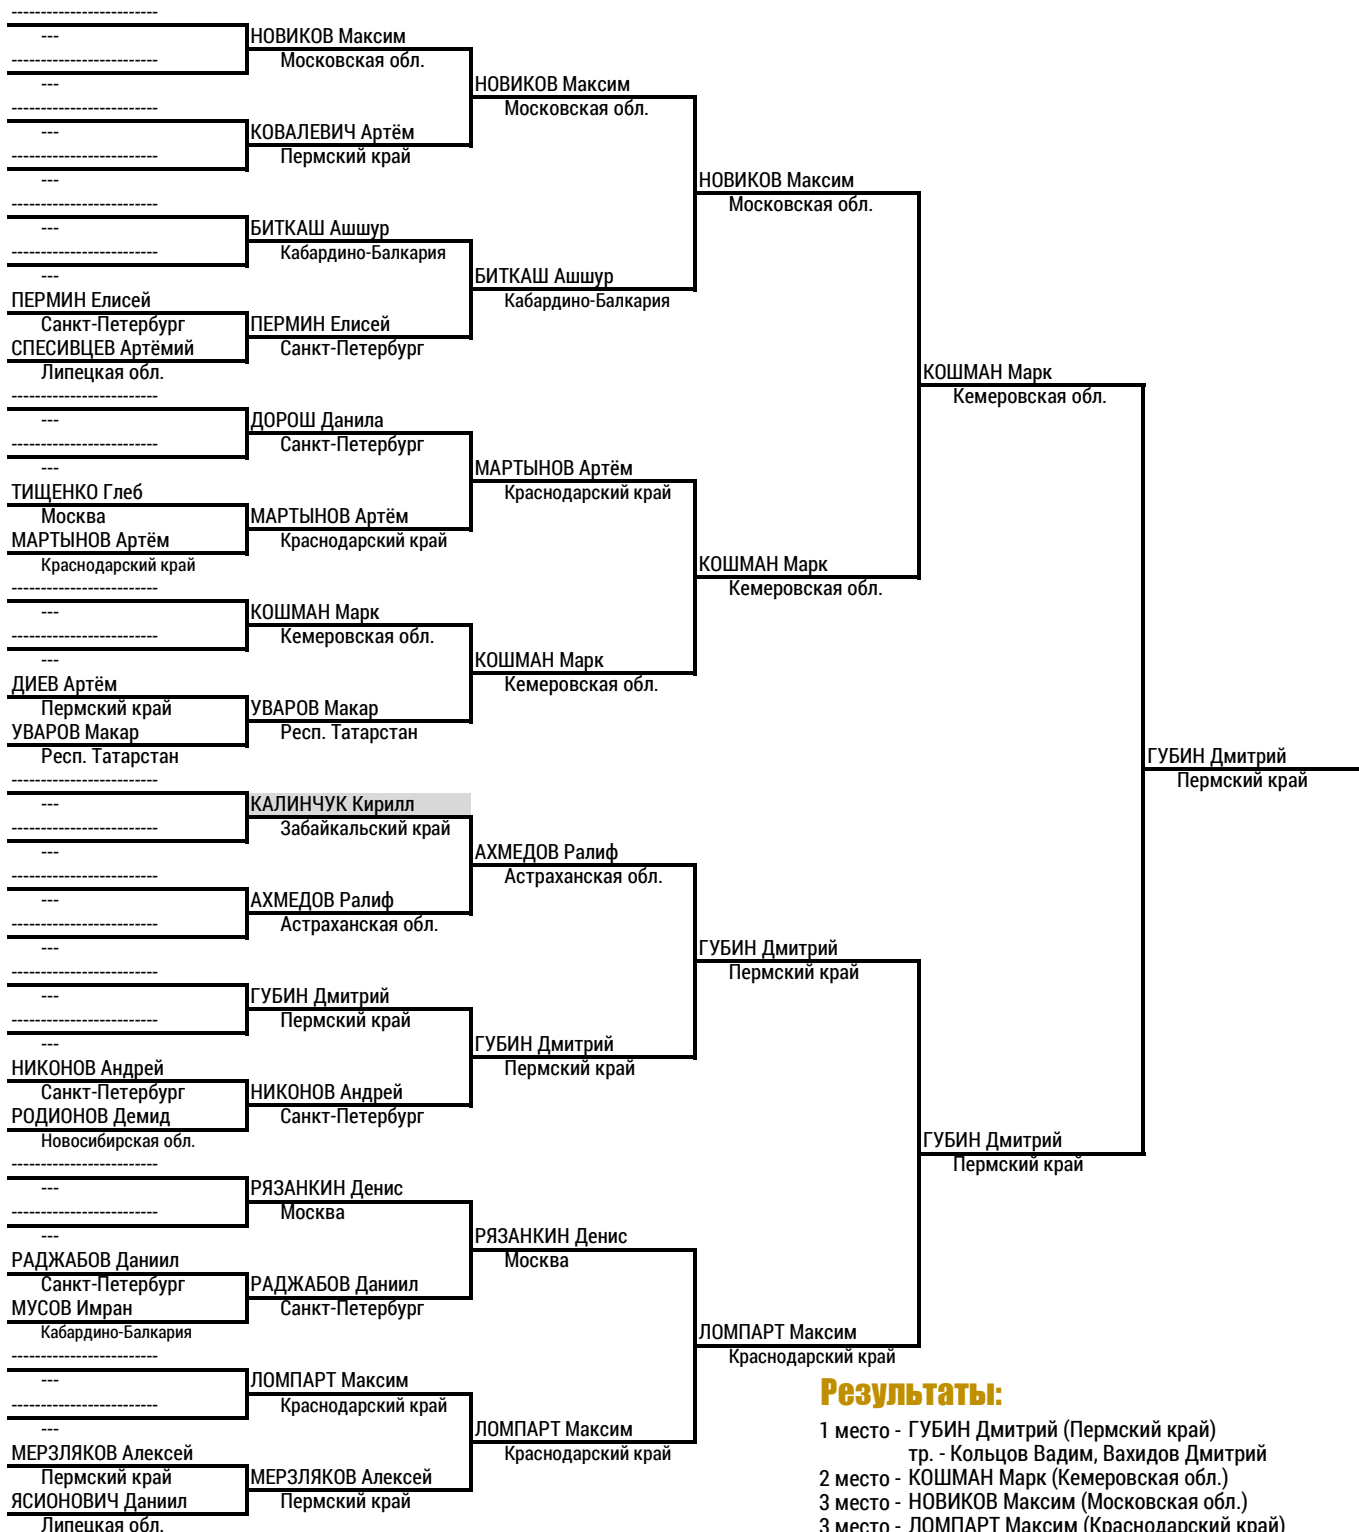 -------------------------
---
-------------------------
---
-------------------------
---
-------------------------
---
-------------------------
---
-------------------------
---
ПЕРМИН Елисей
Санкт-Петербург
СПЕСИВЦЕВ Артёмий
Липецкая обл.
-------------------------
---
-------------------------
---
ТИЩЕНКО Глеб
Москва
МАРТЫНОВ Артём
Краснодарский край
-------------------------
---
-------------------------
---
ДИЕВ Артём
Пермский край
УВАРОВ Макар
Респ. Татарстан
-------------------------
---
-------------------------
---
-------------------------
---
-------------------------
---
-------------------------
---
-------------------------
---
НИКОНОВ Андрей
Санкт-Петербург
РОДИОНОВ Демид
Новосибирская обл.
-------------------------
---
-------------------------
---
РАДЖАБОВ Даниил
Санкт-Петербург
МУСОВ Имран
Кабардино-Балкария
-------------------------
---
-------------------------
---
МЕРЗЛЯКОВ Алексей
Пермский край
ЯСИОНОВИЧ Даниил
Липецкая обл.
НОВИКОВ Максим
Московская обл.
КОВАЛЕВИЧ Артём
Пермский край
БИТКАШ Ашшур
Кабардино-Балкария
ПЕРМИН Елисей
Санкт-Петербург
ДОРОШ Данила
Санкт-Петербург
МАРТЫНОВ Артём
Краснодарский край
КОШМАН Марк
Кемеровская обл.
УВАРОВ Макар
Респ. Татарстан
КАЛИНЧУК Кирилл
Забайкальский край
АХМЕДОВ Ралиф
Астраханская обл.
ГУБИН Дмитрий
Пермский край
НИКОНОВ Андрей
Санкт-Петербург
РЯЗАНКИН Денис
Москва
РАДЖАБОВ Даниил
Санкт-Петербург
ЛОМПАРТ Максим
Краснодарский край
МЕРЗЛЯКОВ Алексей
Пермский край
НОВИКОВ Максим
Московская обл.
БИТКАШ Ашшур
Кабардино-Балкария
МАРТЫНОВ Артём
Краснодарский край
КОШМАН Марк
Кемеровская обл.
АХМЕДОВ Ралиф
Астраханская обл.
ГУБИН Дмитрий
Пермский край
РЯЗАНКИН Денис
Москва
ЛОМПАРТ Максим
Краснодарский край
НОВИКОВ Максим
Московская обл.
КОШМАН Марк
Кемеровская обл.
ГУБИН Дмитрий
Пермский край
ЛОМПАРТ Максим
Краснодарский край
КОШМАН Марк
Кемеровская обл.
ГУБИН Дмитрий
Пермский край
ГУБИН Дмитрий
Пермский край
Результаты:
1 место - ГУБИН Дмитрий (Пермский край)
тр. - Кольцов Вадим, Вахидов Дмитрий
2 место - КОШМАН Марк (Кемеровская обл.)
3 место - НОВИКОВ Максим (Московская обл.)
3 место - ЛОМПАРТ Максим (Краснодарский край)